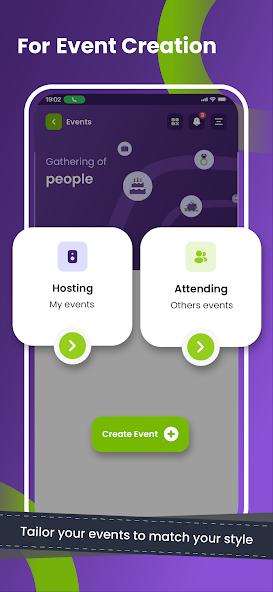 For Event Creation
19:02
Events
Gathering of
people
Hosting
My events
Attending
Others events
Create Event
Tailor your events to match your style